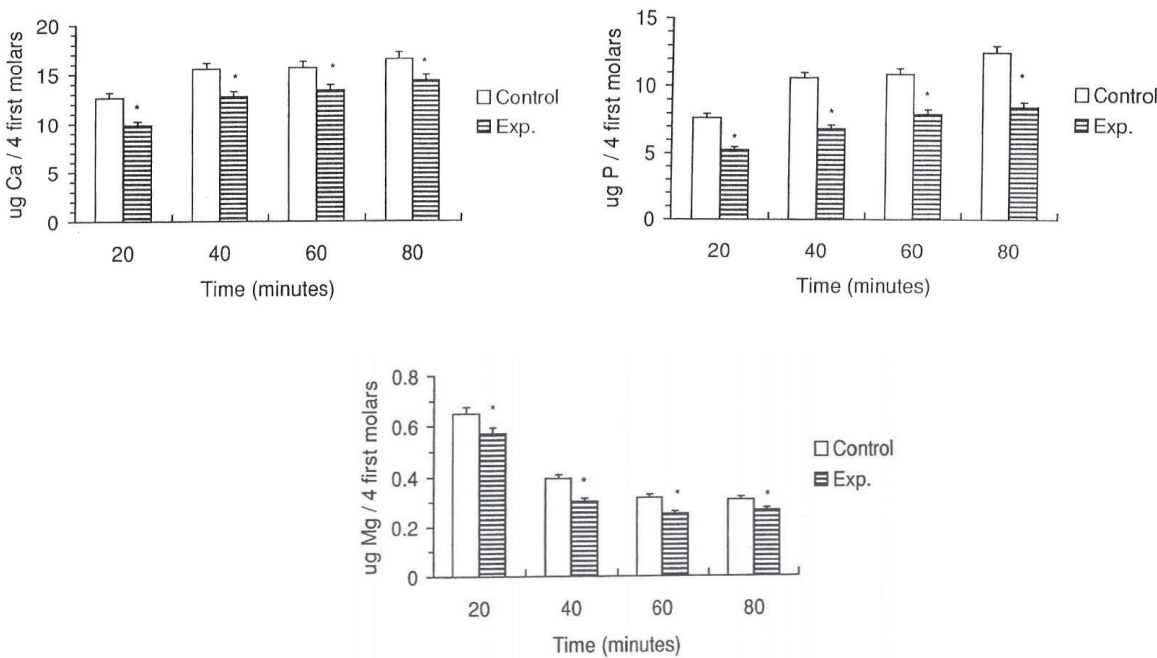 ug Ca / 4 first molars
20
15
10
5
0
*
*
*
*
20 40 60 80
Time (minutes)
Control
Exp.
ug P / 4 first molars
15
10
5
0
*
*
*
*
20 40 60 80
Time (minutes)
Control
Exp.
ug Mg / 4 first molars
0.8
0.6
0.4
0.2
0
*
*
*
*
20 40 60 80
Time (minutes)
Control
Exp.